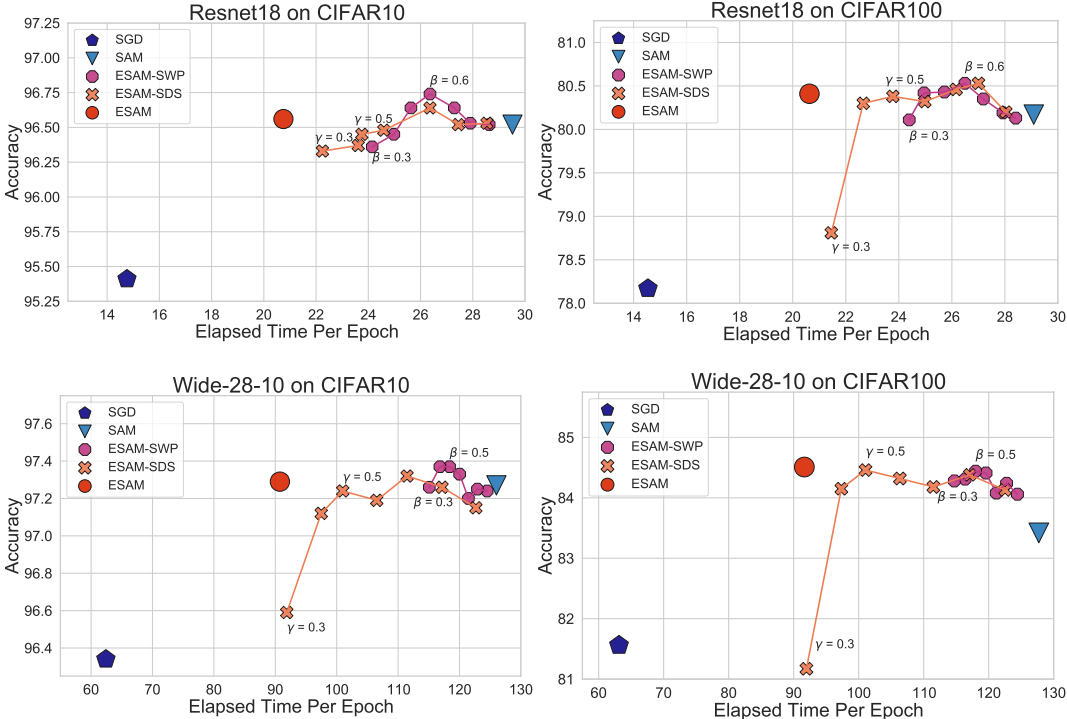 Resnet18 on CIFAR10
97.25
97.00
96.75
96.50
96.25
96.00
95.75
95.50
95.25
Accuracy
SGD
SAM
ESAM-SWP
ESAM-SDS
ESAM
β = 0.6
γ = 0.5
γ = 0.3
β = 0.3
14 16 18 20 22 24 26 28 30
Elapsed Time Per Epoch
Resnet18 on CIFAR100
81.0
80.5
80.0
79.5
79.0
78.5
78.0
Accuracy
SGD
SAM
ESAM-SWP
ESAM-SDS
ESAM
β = 0.6
γ = 0.5
β = 0.3
γ = 0.3
14 16 18 20 22 24 26 28 30
Elapsed Time Per Epoch
Wide-28-10 on CIFAR10
97.6
97.4
97.2
97.0
96.8
96.6
96.4
Accuracy
SGD
SAM
ESAM-SWP
ESAM-SDS
ESAM
β = 0.5
γ = 0.5
β = 0.3
γ = 0.3
60 70 80 90 100 110 120 130
Elapsed Time Per Epoch
Wide-28-10 on CIFAR100
85
84
83
82
81
Accuracy
SGD
SAM
ESAM-SWP
ESAM-SDS
ESAM
γ = 0.5
β = 0.5
β = 0.3
γ = 0.3
60 70 80 90 100 110 120 130
Elapsed Time Per Epoch